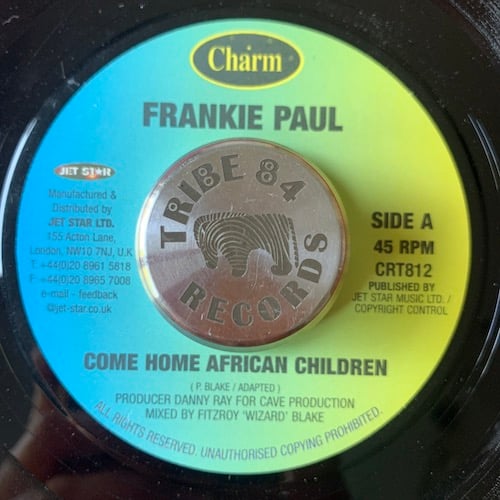 Charm
FRANKIE PAUL
JET STAR
Manufactured &
Distributed by
JET STAR LTD.
155 Acton Lane,
London, NW10 7NJ, U.K
T: +44(0)20 8961 5818
F: +44(0)20 8965 7008
e-mail - feedback
@jet-star.co.uk
TRIBE 84
RECORDS
SIDE A
45 RPM
CRT812
PUBLISHED BY
JET STAR MUSIC LTD. /
COPYRIGHT CONTROL
COME HOME AFRICAN CHILDREN
( P. BLAKE / ADAPTED )
PRODUCER DANNY RAY FOR CAVE PRODUCTION
MIXED BY FITZROY 'WIZARD' BLAKE
ALL RIGHTS RESERVED. UNAUTHORISED COPYING PROHIBITED.